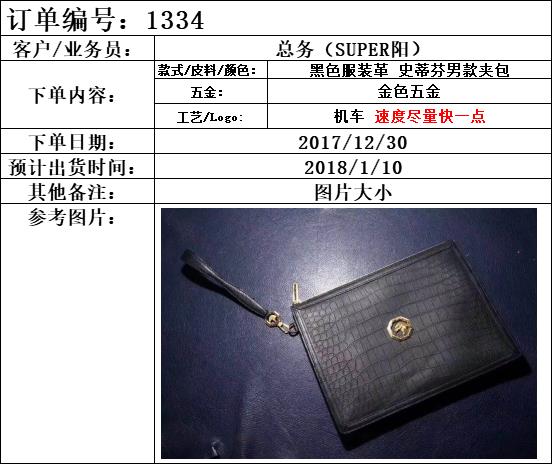 订单编号：1334
客户/业务员： 总务（SUPER阳）
下单内容： 款式/皮料/颜色： 黑色服装革 史蒂芬男款夹包
五金： 金色五金
工艺/Logo： 机车 速度尽量快一点
下单日期： 2017/12/30
预计出货时间： 2018/1/10
其他备注： 图片大小
参考图片：